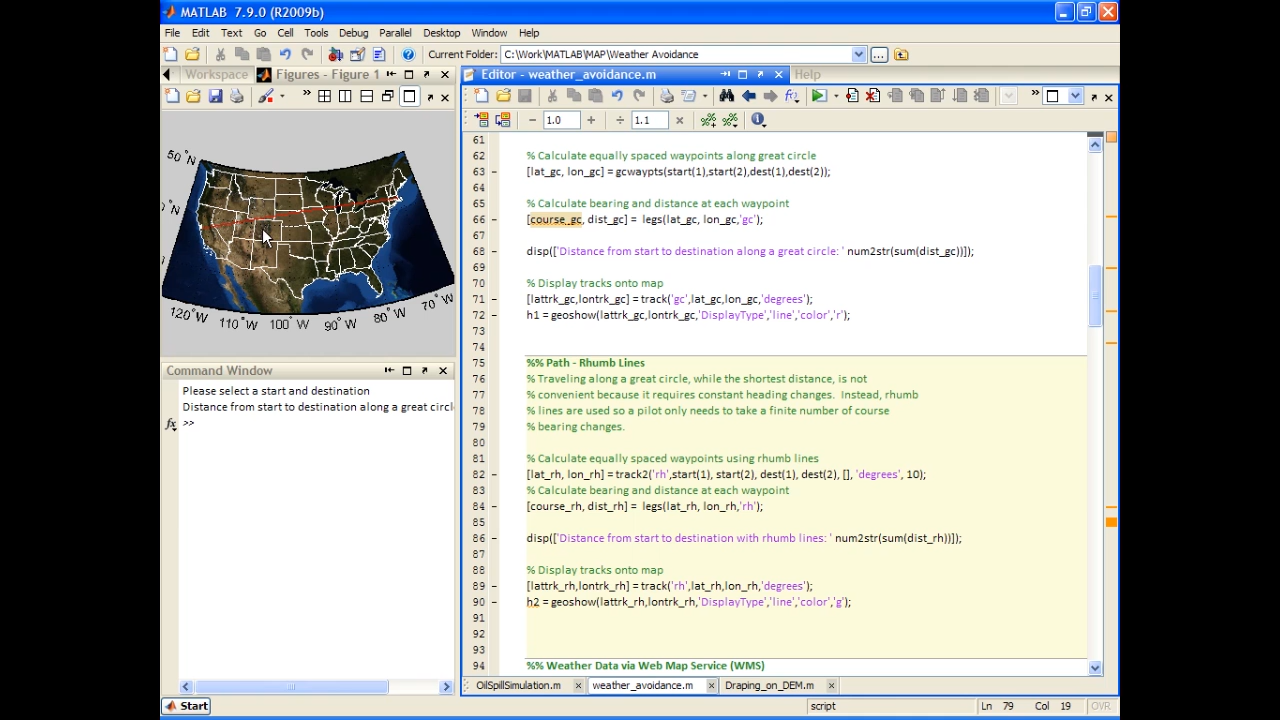 MATLAB 7.9.0 (R2009b)
File Edit Text Go Cell Tools Debug Parallel Desktop Window Help
Current Folder: C:\Work\MATLAB\MAP\Weather Avoidance
Workspace Figures - Figure 1
Editor - weather_avoidance.m
Help
1.0
1.1
50 °N
120 °W
110 °W
100 °W
90 °W
80 °W
70 °W
Command Window
Please select a start and destination
Distance from start to destination along a great circl
fx >>
61
62 % Calculate equally spaced waypoints along great circle
63 [lat_gc, lon_gc] = gcwaypts(start(1),start(2),dest(1),dest(2));
64
65 % Calculate bearing and distance at each waypoint
66 [course_gc, dist_gc] = legs(lat_gc, lon_gc,'gc');
67
68 disp(['Distance from start to destination along a great circle: ' num2str(sum(dist_gc))]);
69
70 % Display tracks onto map
71 [lattrk_gc,lontrk_gc] = track('gc',lat_gc,lon_gc,'degrees');
72 h1 = geoshow(lattrk_gc,lontrk_gc,'DisplayType','line','color','r');
73
74
75 %% Path - Rhumb Lines
76 % Traveling along a great circle, while the shortest distance, is not
77 % convenient because it requires constant heading changes. Instead, rhumb
78 % lines are used so a pilot only needs to take a finite number of course
79 % bearing changes.
80
81 % Calculate equally spaced waypoints using rhumb lines
82 [lat_rh, lon_rh] = track2('rh',start(1), start(2), dest(1), dest(2), [], 'degrees', 10);
83 % Calculate bearing and distance at each waypoint
84 [course_rh, dist_rh] = legs(lat_rh, lon_rh,'rh');
85
86 disp(['Distance from start to destination with rhumb lines: ' num2str(sum(dist_rh))]);
87
88 % Display tracks onto map
89 [lattrk_rh,lontrk_rh] = track('rh',lat_rh,lon_rh,'degrees');
90 h2 = geoshow(lattrk_rh,lontrk_rh,'DisplayType','line','color','g');
91
92
93
94 %% Weather Data via Web Map Service (WMS)
OilSpillSimulation.m weather_avoidance.m Draping_on_DEM.m
Start
script
Ln 79 Col 19 OVR